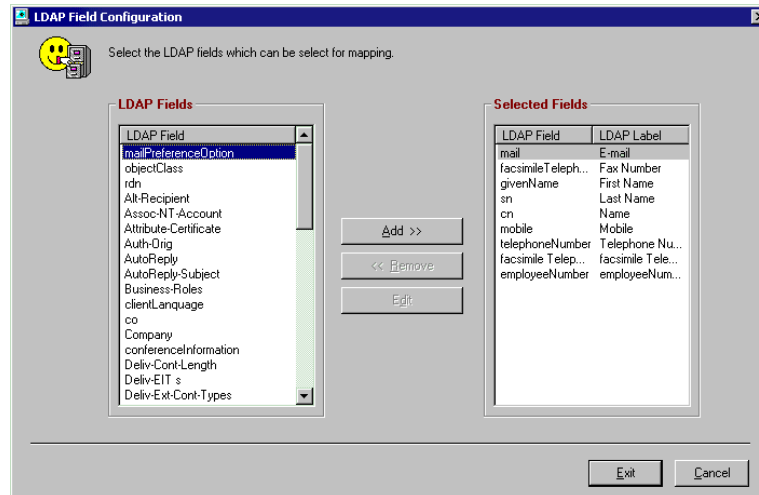 LDAP Field Configuration
Select the LDAP fields which can be select for mapping.
LDAP Fields
LDAP Field
mailPreferenceOption
objectClass
rdn
Alt-Recipient
Assoc-NT-Account
Attribute-Certificate
Auth-Orig
AutoReply
AutoReply-Subject
Business-Roles
clientLanguage
co
Company
conferenceInformation
Deliv-Cont-Length
Deliv-EIT s
Deliv-Ext-Cont-Types
Add >>
<< Remove
Edit
Selected Fields
LDAP Field LDAP Label
mail E-mail
facsimileTeleph... Fax Number
givenName First Name
sn Last Name
cn Name
mobile Mobile
telephoneNumber Telephone Nu...
facsimile Telep... facsimile Tele...
employeeNumber employeeNum...
Exit Cancel